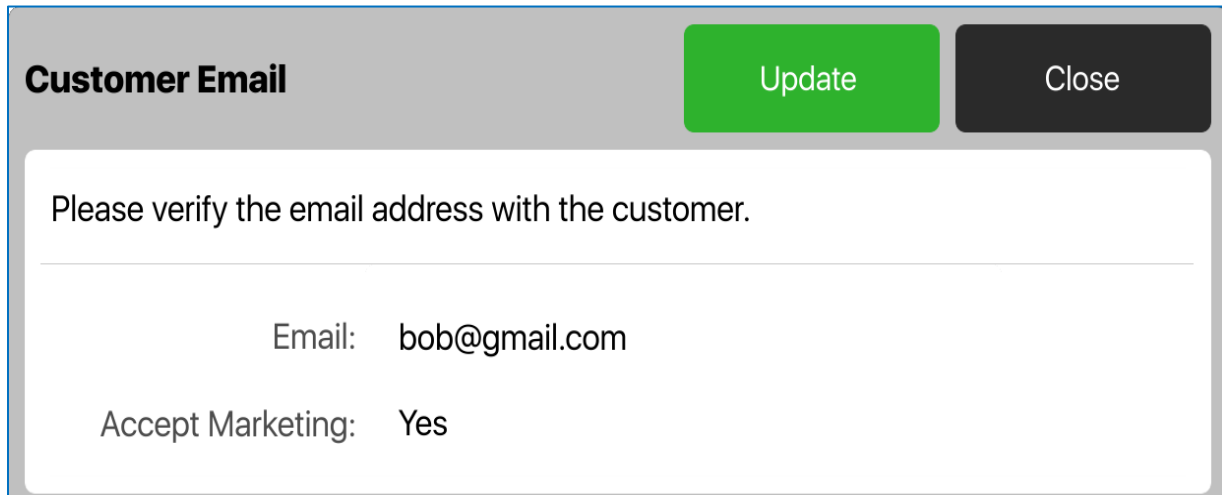 Customer Email
Update
Close
Please verify the email address with the customer.
Email: bob@gmail.com
Accept Marketing: Yes